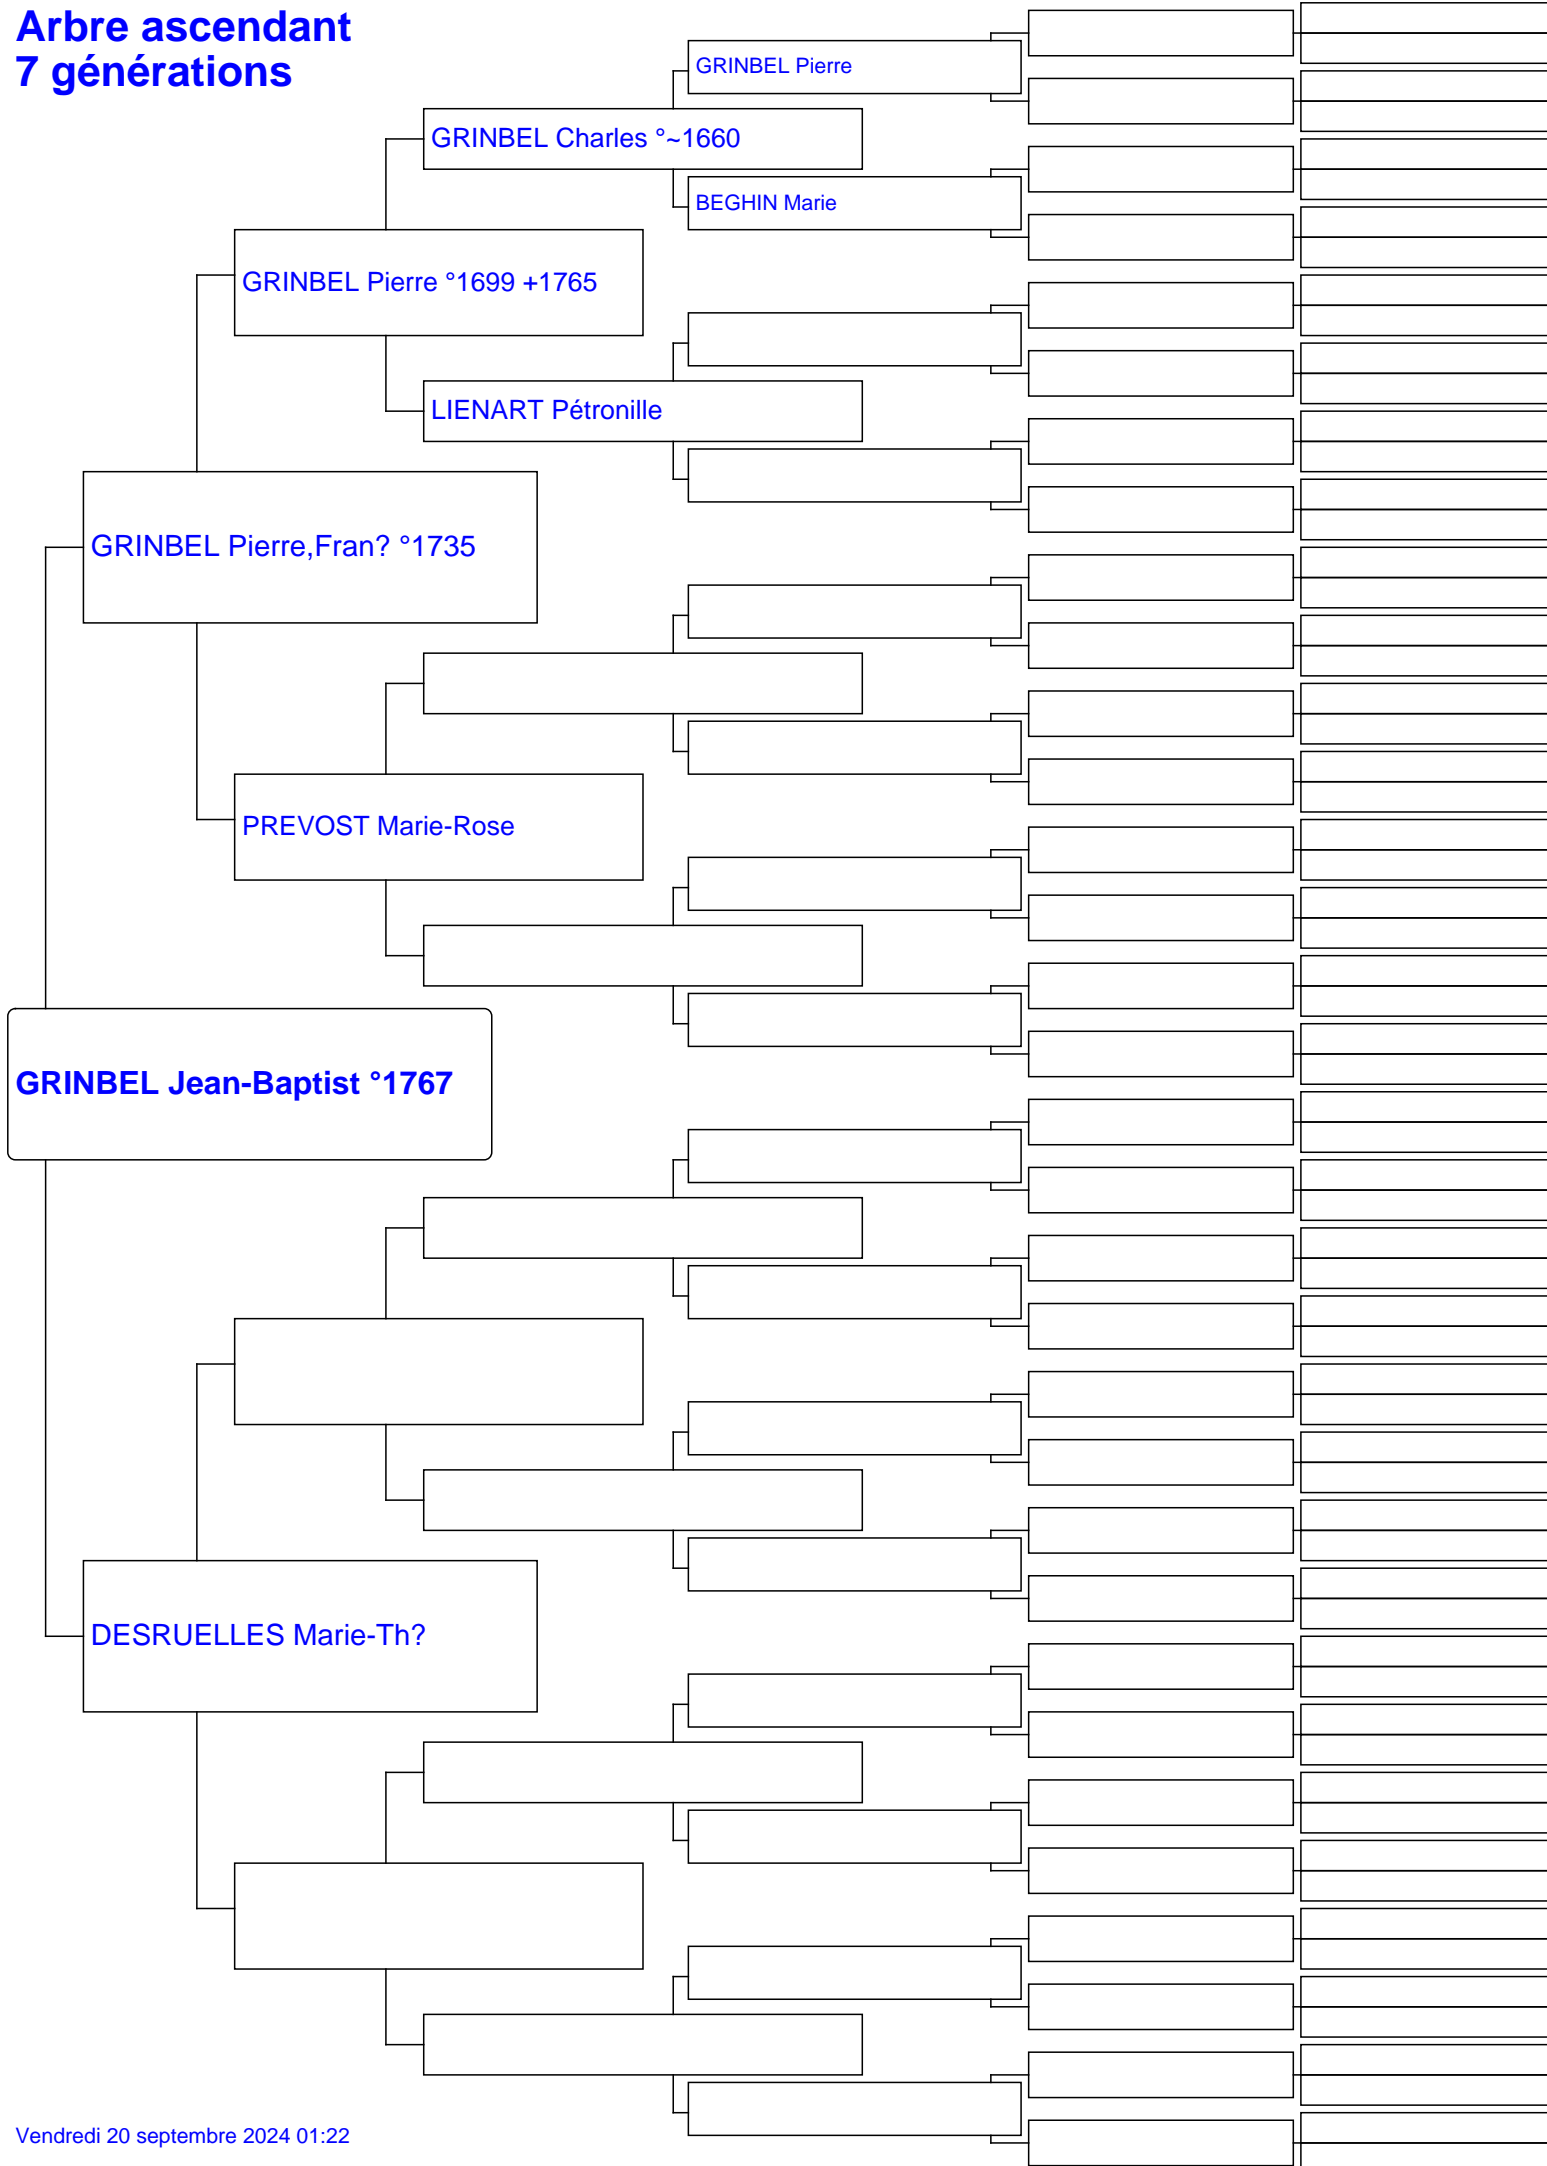 Arbre ascendant
7 générations
GRINBEL Pierre
GRINBEL Charles °~1660
BEGHIN Marie
GRINBEL Pierre °1699 +1765
LIENART Pétronille
GRINBEL Pierre,Fran? °1735
PREVOST Marie-Rose
GRINBEL Jean-Baptist °1767
DESRUELLES Marie-Th?
Vendredi 20 septembre 2024 01:22